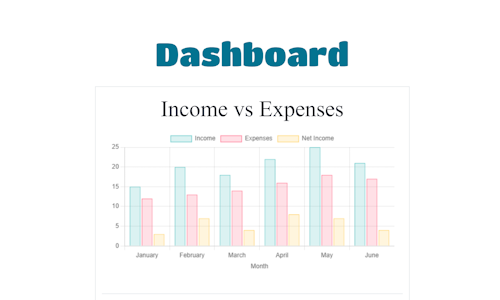 Dashboard
Income vs Expenses
Income Expenses Net Income
25
20
15
10
5
0
January February March April May June
Month